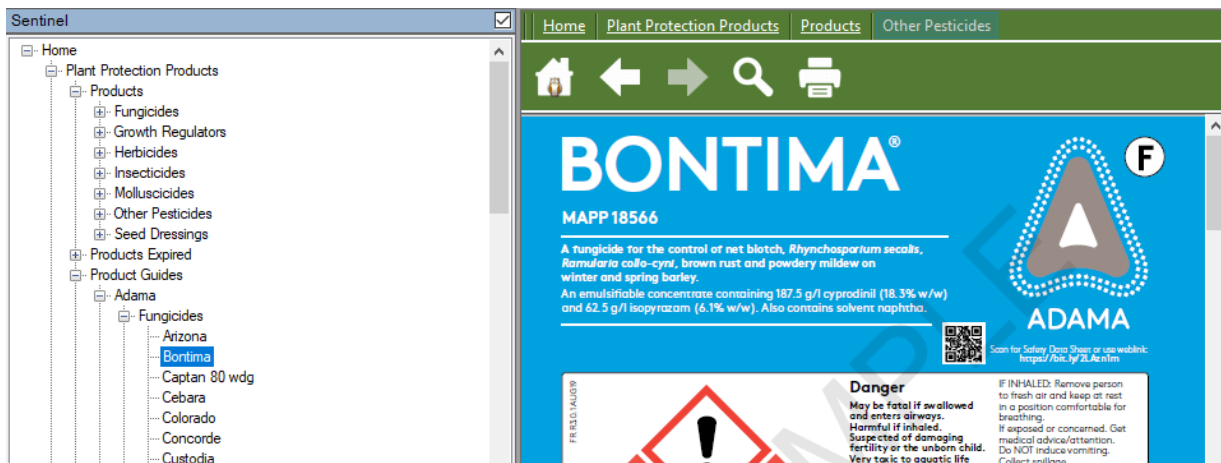 Sentinel
Home
Plant Protection Products
Products
Fungicides
Growth Regulators
Herbicides
Insecticides
Molluscicides
Other Pesticides
Seed Dressings
Products Expired
Product Guides
Adama
Fungicides
Arizona
Bontima
Captan 80 wdg
Cebara
Colorado
Concorde
Custodia
Home Plant Protection Products Products Other Pesticides
BONTIMA®
F
MAPP 18566
A fungicide for the control of net blotch, Rhynchosporium secalis,
Ramularia collo-cyni, brown rust and powdery mildew on
winter and spring barley.
An emulsifiable concentrate containing 187.5 g/l cyprodinil (18.3% w/w)
and 62.5 g/l isopyrazam (6.1% w/w). Also contains solvent naphtha.
ADAMA
Scan for Safety Data Sheet or use weblink:
FR R3.0.1AUG19
Danger
May be fatal if swallowed
and enters airways.
Harmful if inhaled.
Suspected of damaging
fertility or the unborn child.
Very toxic to aquatic life
IF INHALED: Remove person
to fresh air and keep at rest
in a position comfortable for
breathing.
If exposed or concerned. Get
medical advice/attention.
Do NOT induce vomiting.
Collect spillage.